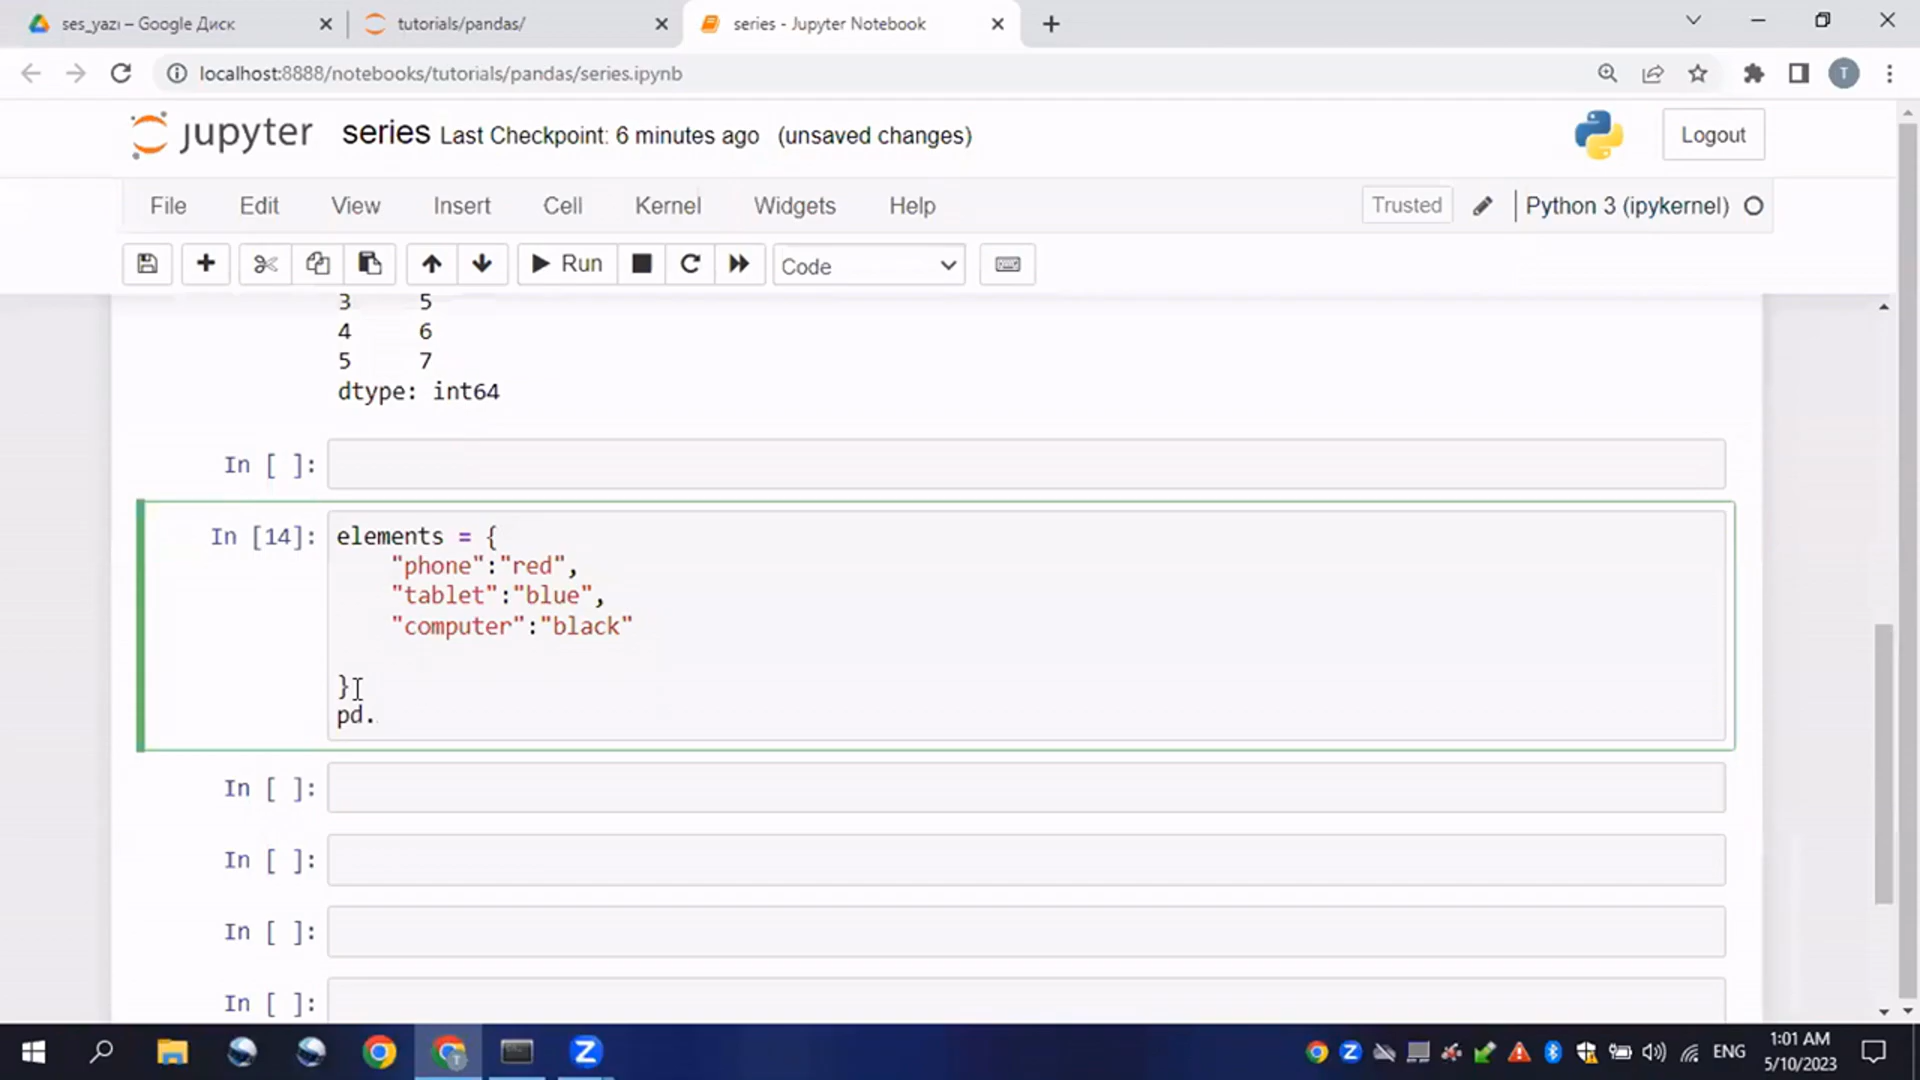 ses_yazı – Google Диск
tutorials/pandas/
series - Jupyter Notebook
localhost:8888/notebooks/tutorials/pandas/series.ipynb
T
jupyter series Last Checkpoint: 6 minutes ago (unsaved changes)
Logout
File Edit View Insert Cell Kernel Widgets Help
Trusted
Python 3 (ipykernel)
Run
Code
3 5
4 6
5 7
dtype: int64
In [ ]:
In [14]: elements = {
"phone":"red",
"tablet":"blue",
"computer":"black"
}
pd.
In [ ]:
In [ ]:
In [ ]:
In [ ]:
T
Z
Z
ENG
1:01 AM
5/10/2023